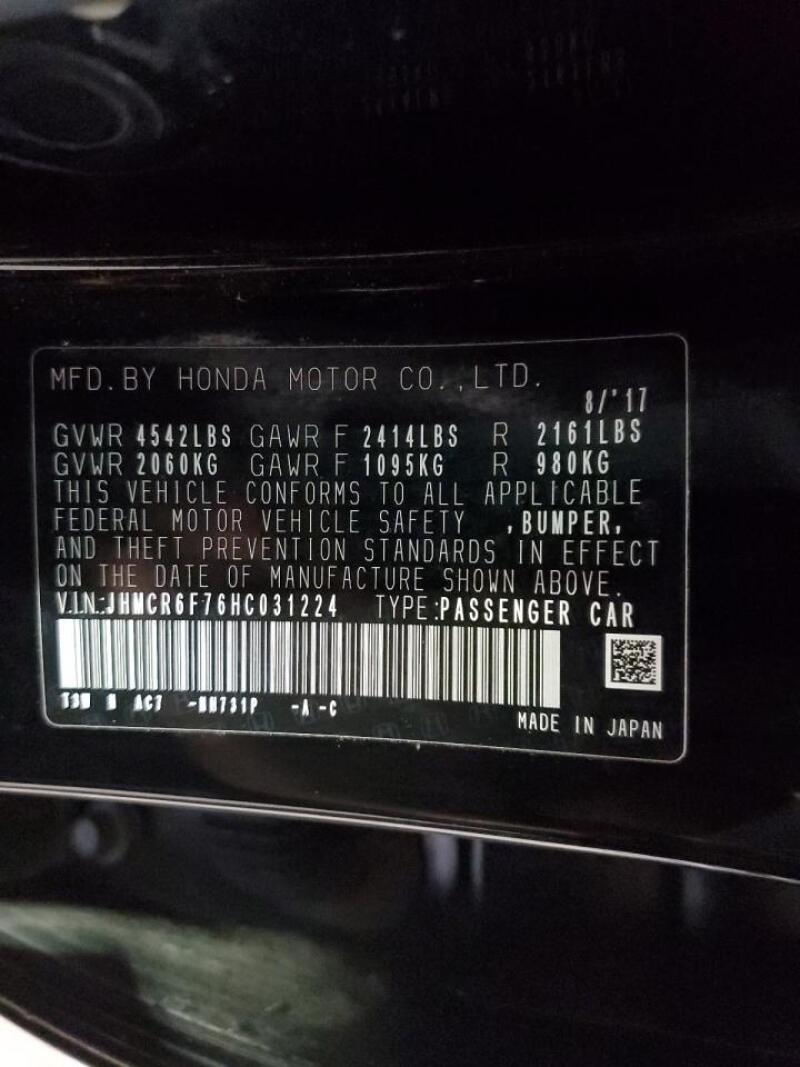 MFD. BY HONDA MOTOR CO., LTD.
8/'17
GVWR 4542LBS GAWR F 2414LBS R 2161LBS
GVWR 2060KG GAWR F 1095KG R 980KG
THIS VEHICLE CONFORMS TO ALL APPLICABLE
FEDERAL MOTOR VEHICLE SAFETY , BUMPER,
AND THEFT PREVENTION STANDARDS IN EFFECT
ON THE DATE OF MANUFACTURE SHOWN ABOVE.
V.I.N.:JHMCR6F76HC031224 TYPE:PASSENGER CAR
AC7 -NH731P -A -C
MADE IN JAPAN